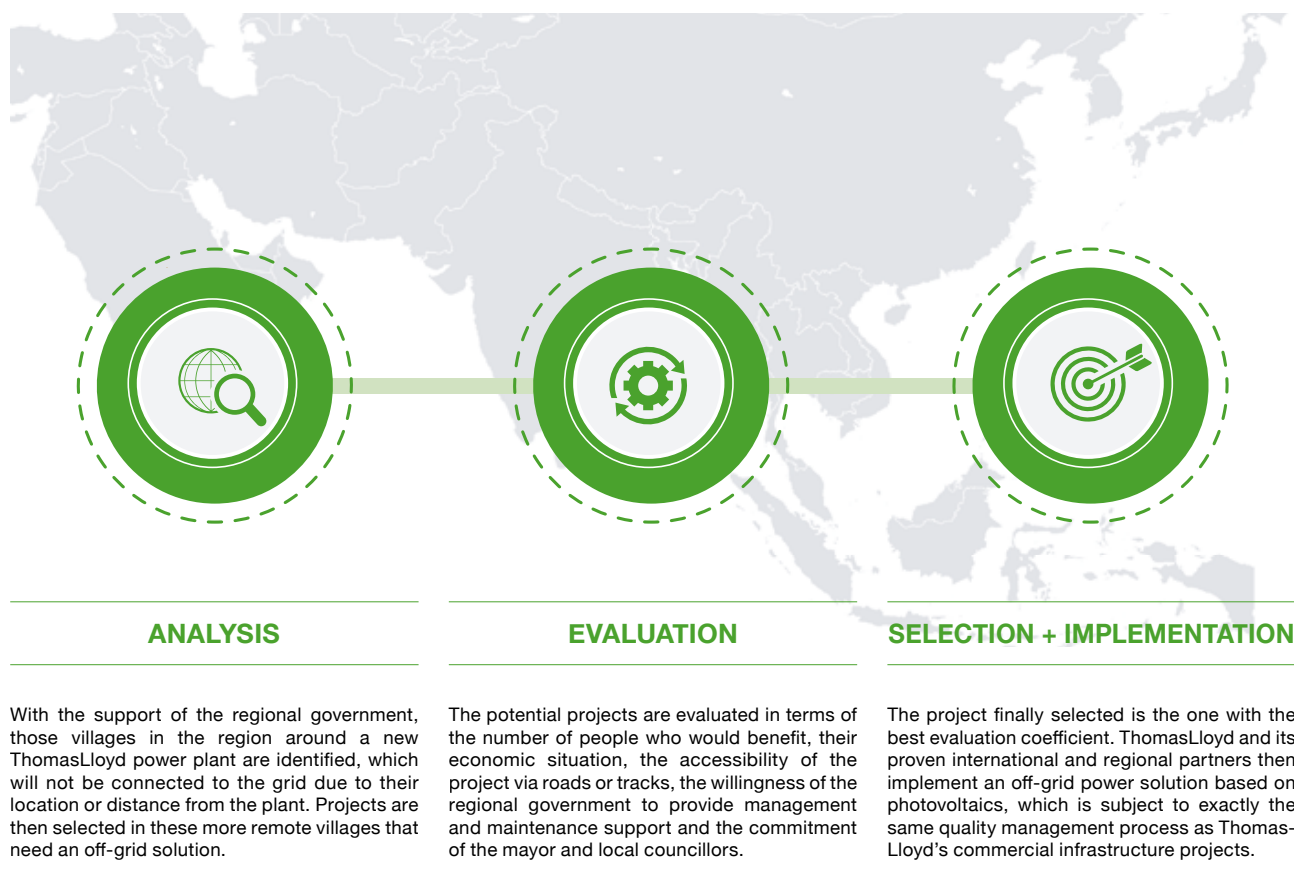 ANALYSIS
With the support of the regional government,
those villages in the region around a new
ThomasLloyd power plant are identified, which
will not be connected to the grid due to their
location or distance from the plant. Projects are
then selected in these more remote villages that
need an off-grid solution.
EVALUATION
The potential projects are evaluated in terms of
the number of people who would benefit, their
economic situation, the accessibility of the
project via roads or tracks, the willingness of the
regional government to provide management
and maintenance support and the commitment
of the mayor and local councillors.
SELECTION + IMPLEMENTATION
The project finally selected is the one with the
best evaluation coefficient. ThomasLloyd and its
proven international and regional partners then
implement an off-grid power solution based on
photovoltaics, which is subject to exactly the
same quality management process as Thomas-
Lloyd’s commercial infrastructure projects.